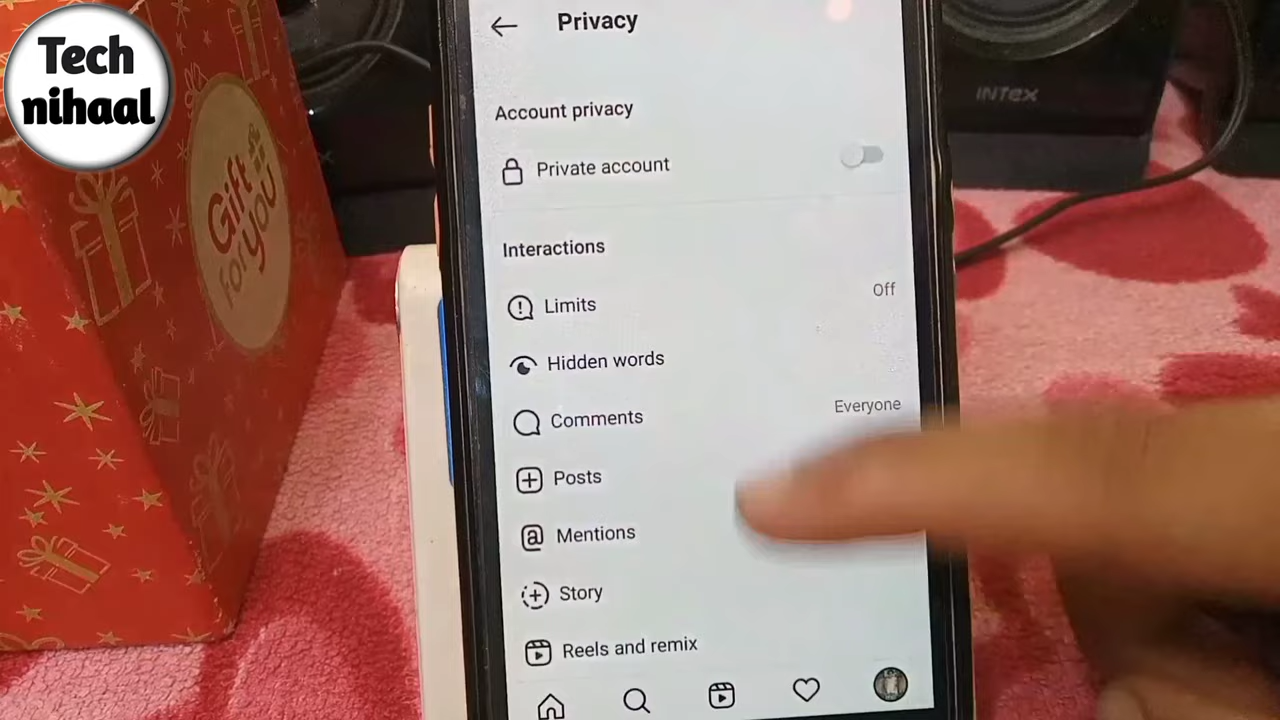 Tech
nihaal
Gift
for you
INTEX
Privacy
Account privacy
Private account
Interactions
Limits
Off
Hidden words
Comments
Everyone
Posts
Mentions
Story
Reels and remix